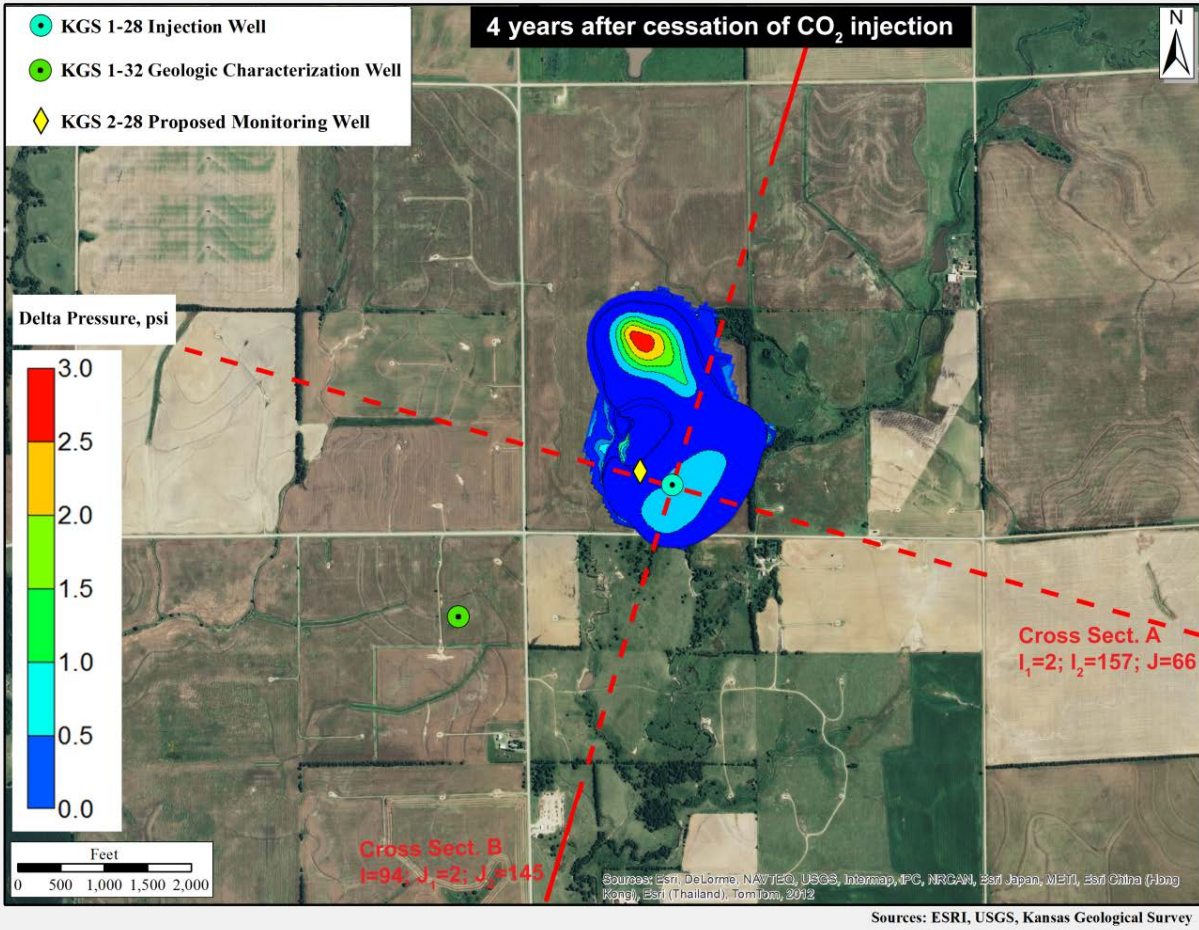 4 years after cessation of CO₂ injection
N
KGS 1-28 Injection Well
KGS 1-32 Geologic Characterization Well
KGS 2-28 Proposed Monitoring Well
Delta Pressure, psi
3.0
2.5
2.0
1.5
1.0
0.5
0.0
Cross Sect. A
I₁=2; I₂=157; J=66
Cross Sect. B
I=94; J₁=2; J₂=145
Feet
0 500 1,000 1,500 2,000
Sources: Esri, DeLorme, NAVTEQ, USGS, Intermap, iPC, NRCAN, Esri Japan, METI, Esri China (Hong
Kong), Esri (Thailand), TomTom, 2012
Sources: ESRI, USGS, Kansas Geological Survey